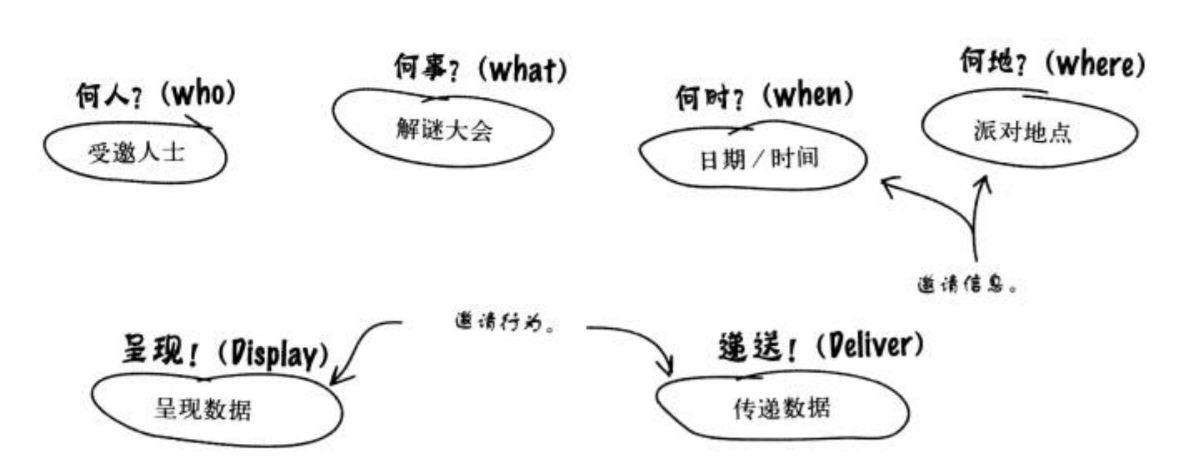 何人？(who)
受邀人士
何事？(what)
解谜大会
何时？(when)
日期／时间
何地？(where)
派对地点
邀请信息。
邀请行为。
呈现！(Display)
呈现数据
递送！(Deliver)
传递数据